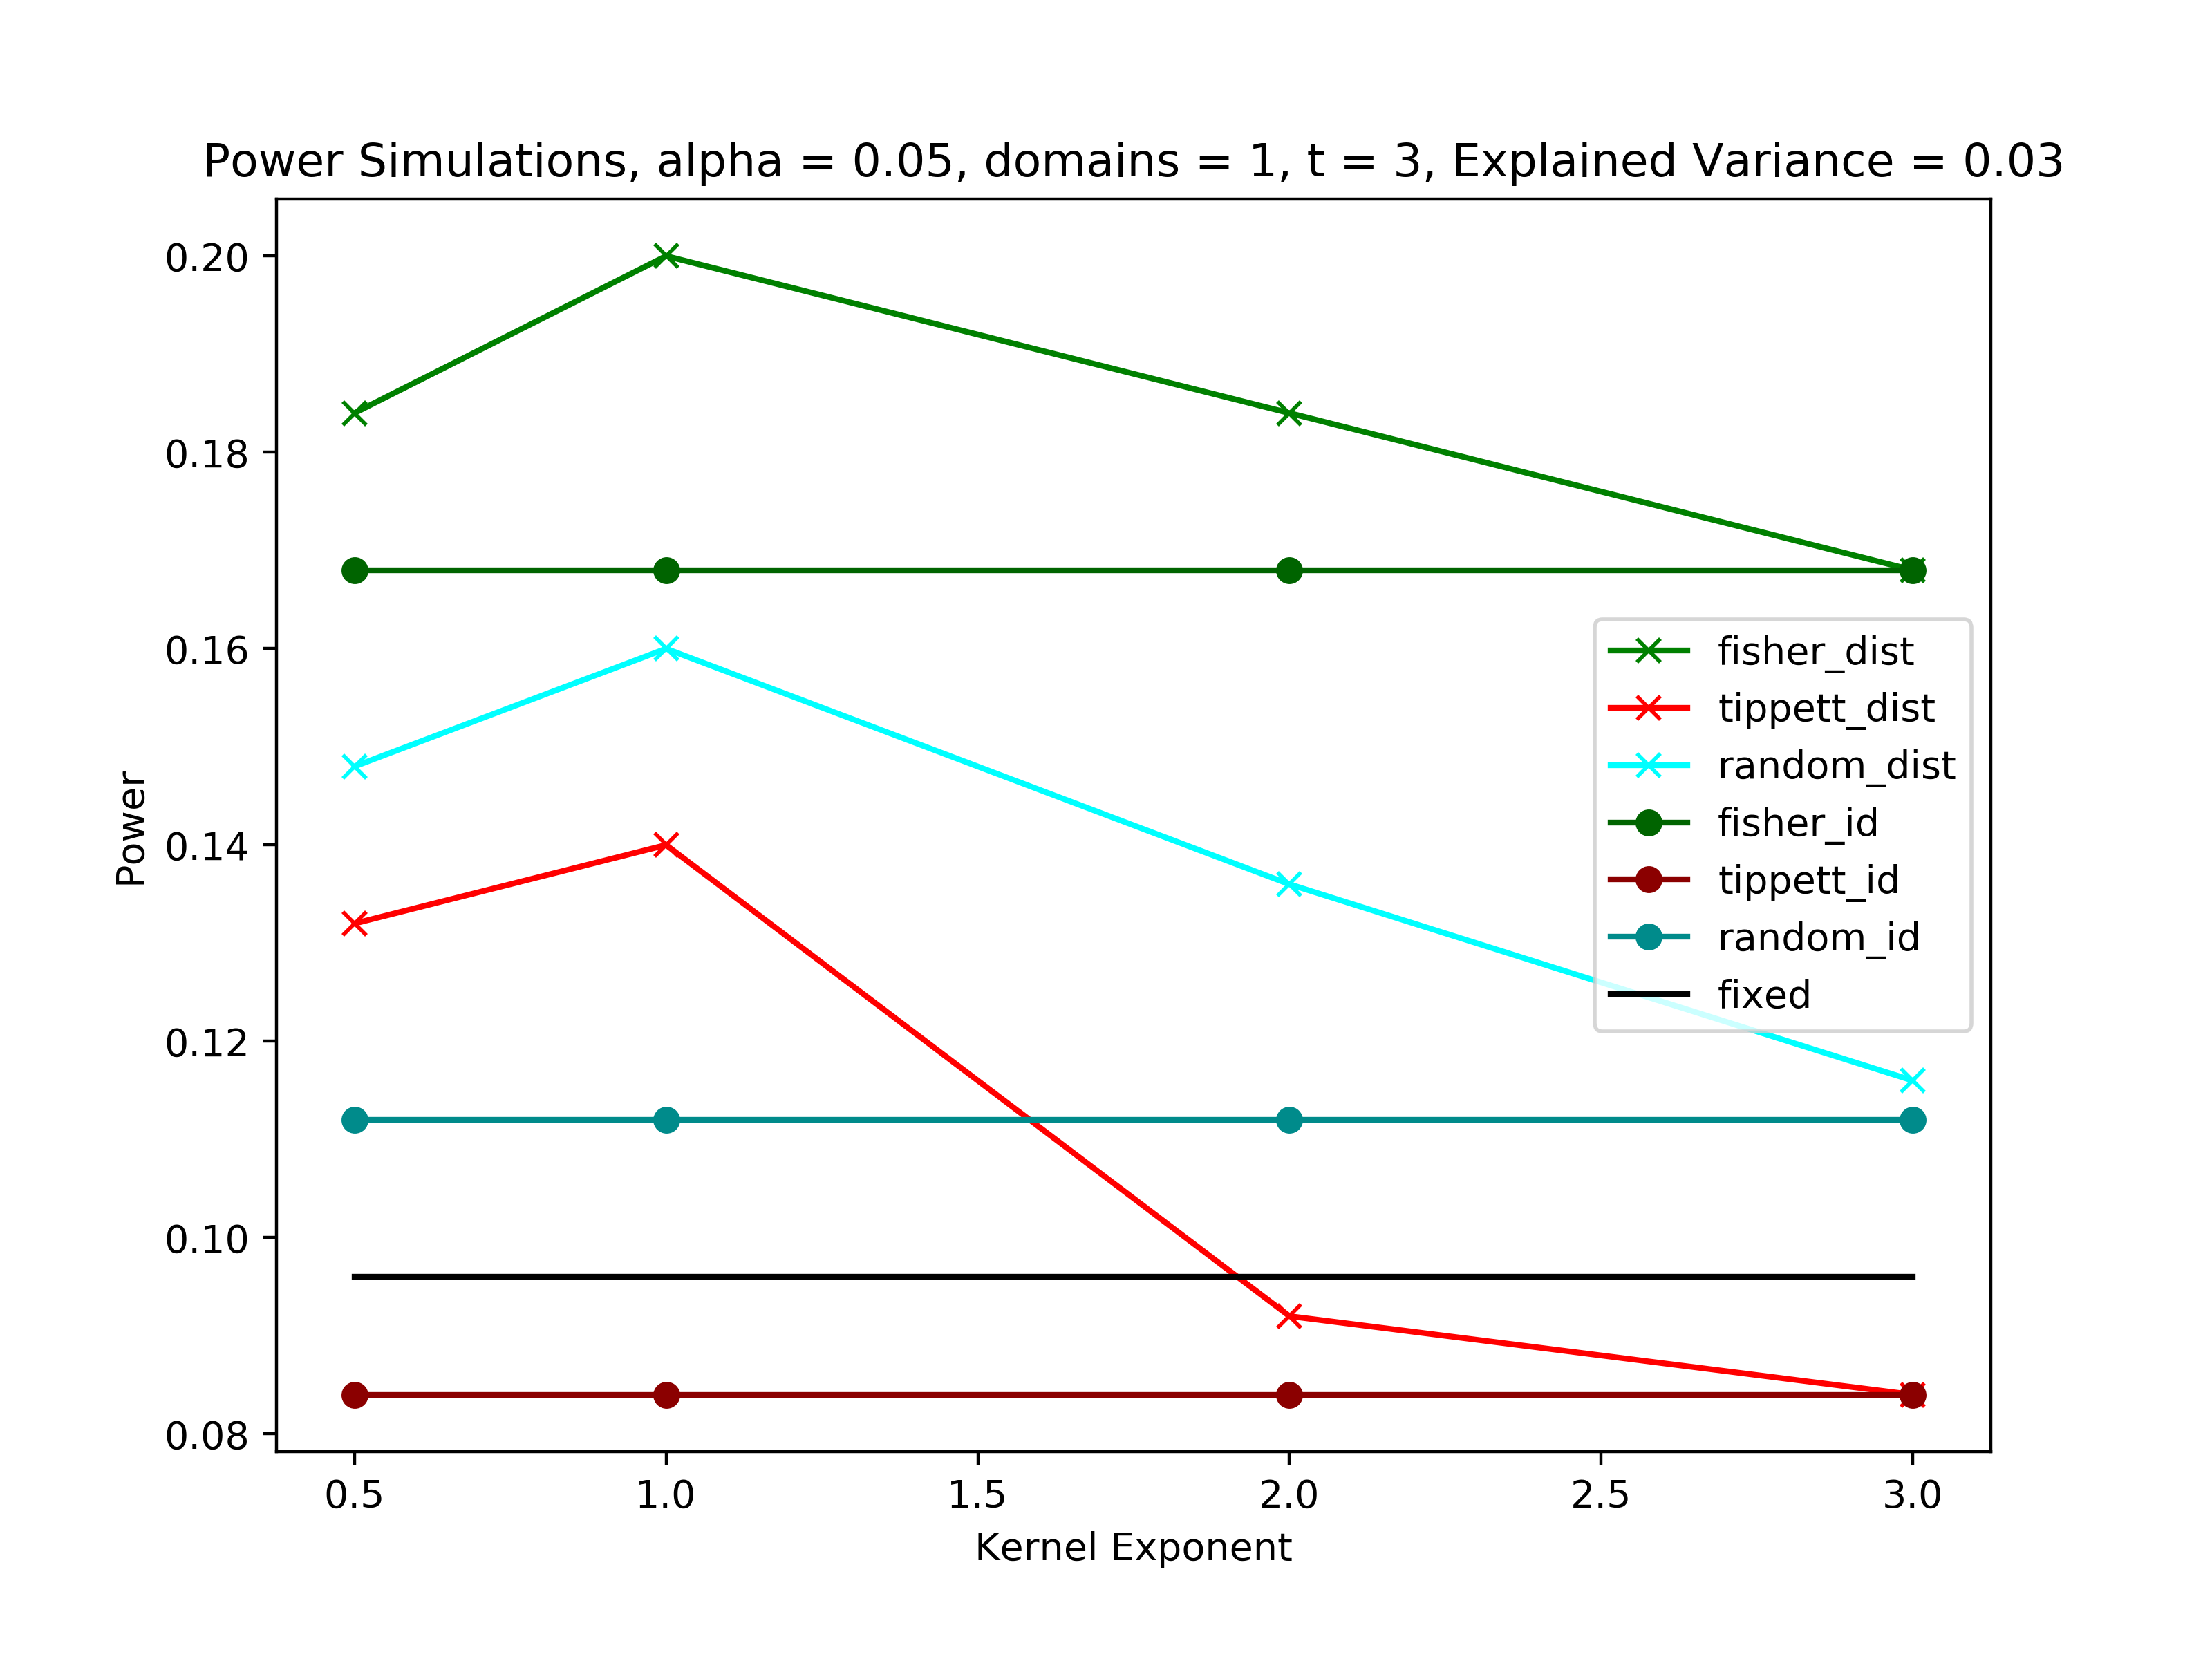 Power Simulations, alpha = 0.05, domains = 1, t = 3, Explained Variance = 0.03
Power
0.20
0.18
0.16
0.14
0.12
0.10
0.08
fisher_dist
tippett_dist
random_dist
fisher_id
tippett_id
random_id
fixed
0.5 1.0 1.5 2.0 2.5 3.0
Kernel Exponent